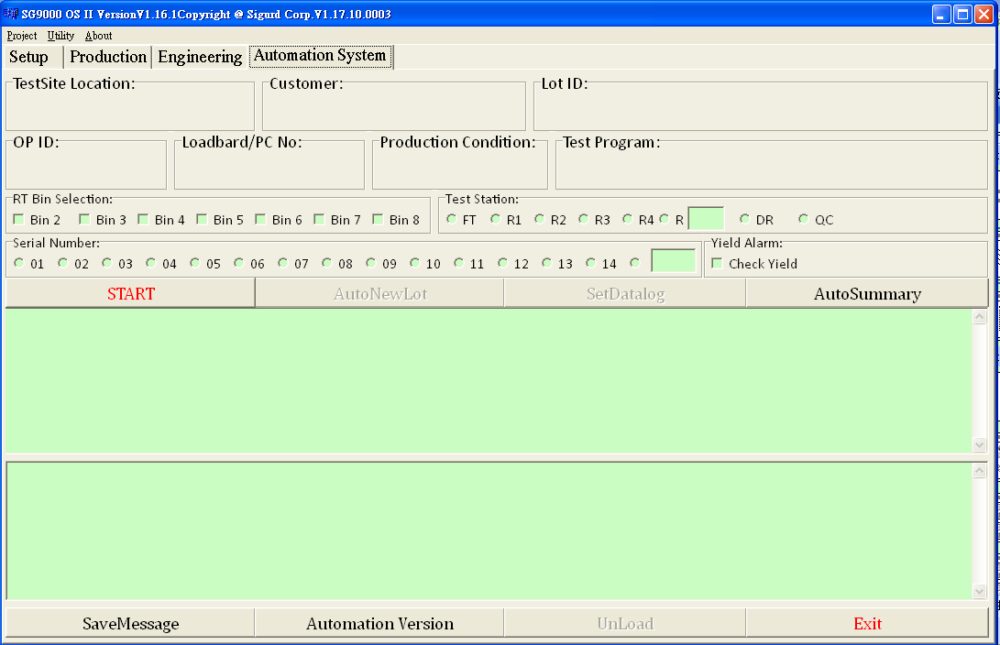 SG9000 OS II VersionV1.16.1Copyright @ Sigurd Corp.V1.17.10.0003
Project Utility About
Setup Production Engineering Automation System
TestSite Location: Customer: Lot ID:
OP ID: Loadbard/PC No: Production Condition: Test Program:
RT Bin Selection: Test Station:
Bin 2 Bin 3 Bin 4 Bin 5 Bin 6 Bin 7 Bin 8 FT R1 R2 R3 R4 R DR QC
Serial Number: Yield Alarm:
01 02 03 04 05 06 07 08 09 10 11 12 13 14 Check Yield
START AutoNewLot SetDatalog AutoSummary
SaveMessage Automation Version UnLoad Exit